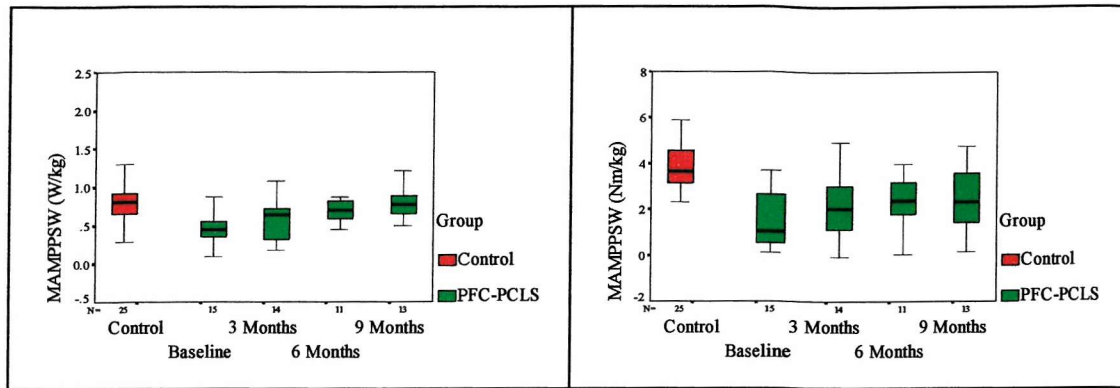 2.5
2.0
1.5
1.0
.5
0.0
-.5
MAMPPSW (W/kg)
N= 25 15 14 11 13
Control 3 Months 9 Months
Baseline 6 Months
Group
Control
PFC-PCLS
8
6
4
2
0
-2
MAMPPSW (Nm/kg)
N= 25 15 14 11 13
Control 3 Months 9 Months
Baseline 6 Months
Group
Control
PFC-PCLS